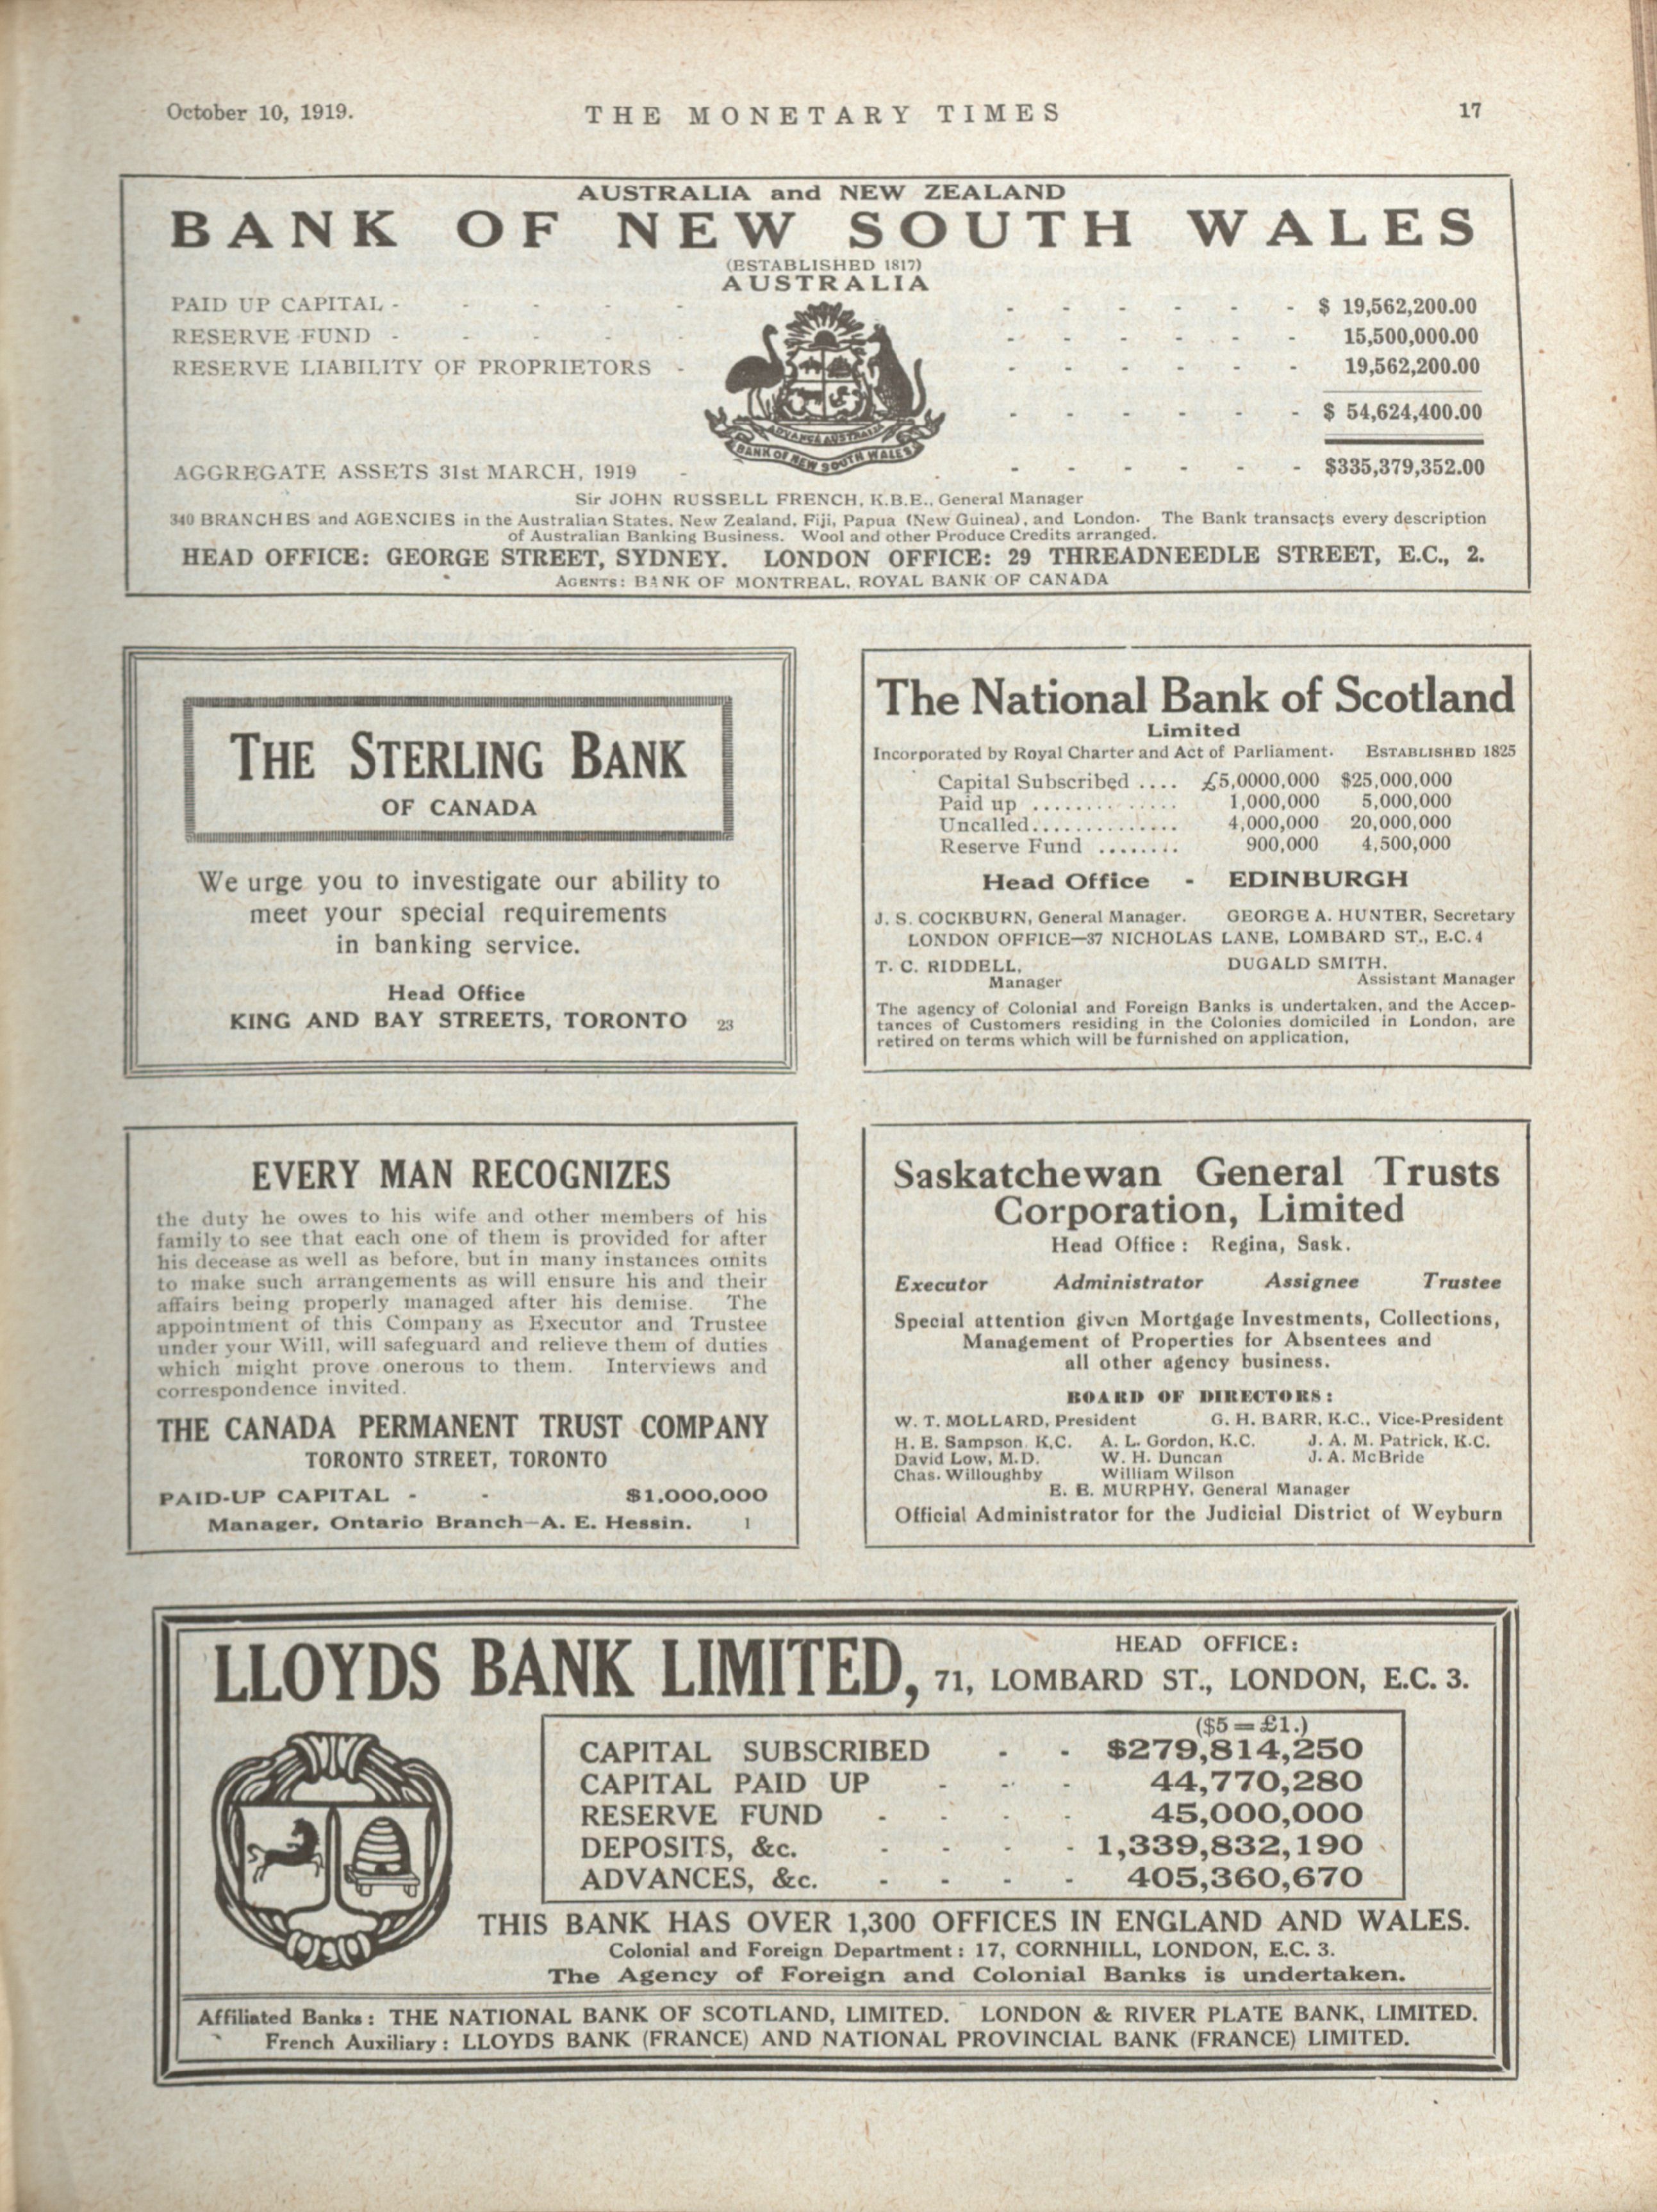 October 10, 1919. THE MONETARY TIMES 17
AUSTRALIA and NEW ZEALAND
BANK OF NEW SOUTH WALES
(ESTABLISHED 1817)
AUSTRALIA
PAID UP CAPITAL - - - - - - - - - - - $ 19,562,200.00
RESERVE FUND - - - - - - - - - - - 15,500,000.00
RESERVE LIABILITY OF PROPRIETORS - - - - - - - 19,562,200.00
- - - - - - $ 54,624,400.00
ADVANCE AUSTRALIA
BANK OF NEW SOUTH WALES
AGGREGATE ASSETS 31st MARCH, 1919 - - - - - - - - $335,379,352.00
Sir JOHN RUSSELL FRENCH, K.B.E., General Manager
340 BRANCHES and AGENCIES in the Australian States, New Zealand, Fiji, Papua (New Guinea), and London. The Bank transacts every description
of Australian Banking Business. Wool and other Produce Credits arranged.
HEAD OFFICE: GEORGE STREET, SYDNEY. LONDON OFFICE: 29 THREADNEEDLE STREET, E.C., 2.
AGENTS: BANK OF MONTREAL, ROYAL BANK OF CANADA
THE STERLING BANK
OF CANADA
We urge you to investigate our ability to
meet your special requirements
in banking service.
Head Office
KING AND BAY STREETS, TORONTO 23
The National Bank of Scotland
Limited
Incorporated by Royal Charter and Act of Parliament. ESTABLISHED 1825
Capital Subscribed .... £5,0000,000 $25,000,000
Paid up ............. 1,000,000 5,000,000
Uncalled.............. 4,000,000 20,000,000
Reserve Fund ........ 900,000 4,500,000
Head Office - EDINBURGH
J. S. COCKBURN, General Manager. GEORGE A. HUNTER, Secretary
LONDON OFFICE—37 NICHOLAS LANE, LOMBARD ST., E.C. 4
T. C. RIDDELL, DUGALD SMITH.
Manager Assistant Manager
The agency of Colonial and Foreign Banks is undertaken, and the Accep-
tances of Customers residing in the Colonies domiciled in London, are
retired on terms which will be furnished on application.
EVERY MAN RECOGNIZES
the duty he owes to his wife and other members of his
family to see that each one of them is provided for after
his decease as well as before, but in many instances omits
to make such arrangements as will ensure his and their
affairs being properly managed after his demise. The
appointment of this Company as Executor and Trustee
under your Will, will safeguard and relieve them of duties
which might prove onerous to them. Interviews and
correspondence invited.
THE CANADA PERMANENT TRUST COMPANY
TORONTO STREET, TORONTO
PAID-UP CAPITAL - - $1,000,000
Manager, Ontario Branch—A. E. Hessin. 1
Saskatchewan General Trusts
Corporation, Limited
Head Office : Regina, Sask.
Executor Administrator Assignee Trustee
Special attention given Mortgage Investments, Collections,
Management of Properties for Absentees and
all other agency business.
BOARD OF DIRECTORS :
W. T. MOLLARD, President G. H. BARR, K.C., Vice-President
H. E. Sampson, K.C. A. L. Gordon, K.C. J. A. M. Patrick, K.C.
David Low, M.D. W. H. Duncan J. A. McBride
Chas. Willoughby William Wilson
E. E. MURPHY, General Manager
Official Administrator for the Judicial District of Weyburn
LLOYDS BANK LIMITED,
HEAD OFFICE:
71, LOMBARD ST., LONDON, E.C. 3.
($5 = £1.)
CAPITAL SUBSCRIBED - - $279,814,250
CAPITAL PAID UP - - - 44,770,280
RESERVE FUND - - - - 45,000,000
DEPOSITS, &c. - - - - 1,339,832,190
ADVANCES, &c. - - - - 405,360,670
THIS BANK HAS OVER 1,300 OFFICES IN ENGLAND AND WALES.
Colonial and Foreign Department : 17, CORNHILL, LONDON, E.C. 3.
The Agency of Foreign and Colonial Banks is undertaken.
Affiliated Banks : THE NATIONAL BANK OF SCOTLAND, LIMITED. LONDON & RIVER PLATE BANK, LIMITED.
French Auxiliary : LLOYDS BANK (FRANCE) AND NATIONAL PROVINCIAL BANK (FRANCE) LIMITED.